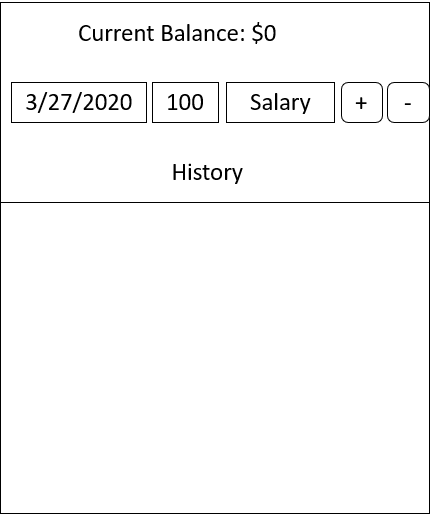 Current Balance: $0
3/27/2020 100 Salary + -
History